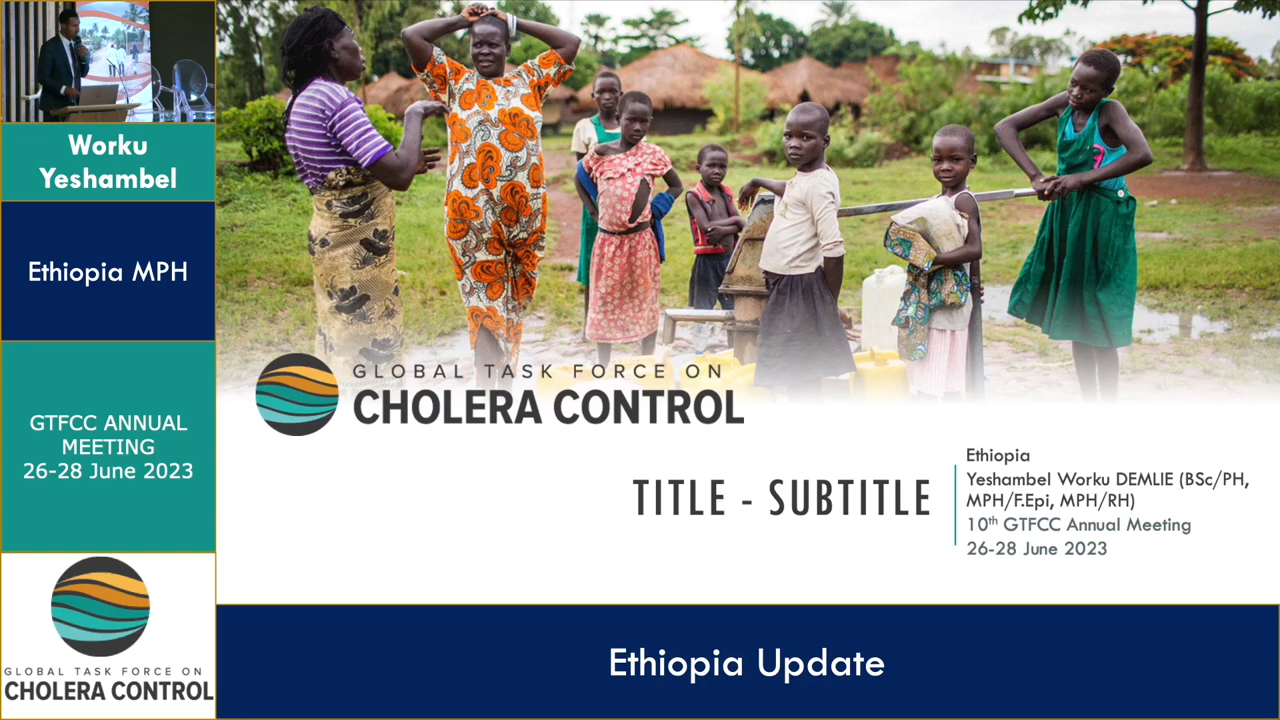 Worku
Yeshambel
Ethiopia MPH
GTFCC ANNUAL
MEETING
26-28 June 2023
GLOBAL TASK FORCE ON
CHOLERA CONTROL
GLOBAL TASK FORCE ON
CHOLERA CONTROL
TITLE - SUBTITLE
Ethiopia
Yeshambel Worku DEMLIE (BSc/PH,
MPH/F.Epi, MPH/RH)
10th GTFCC Annual Meeting
26-28 June 2023
Ethiopia Update